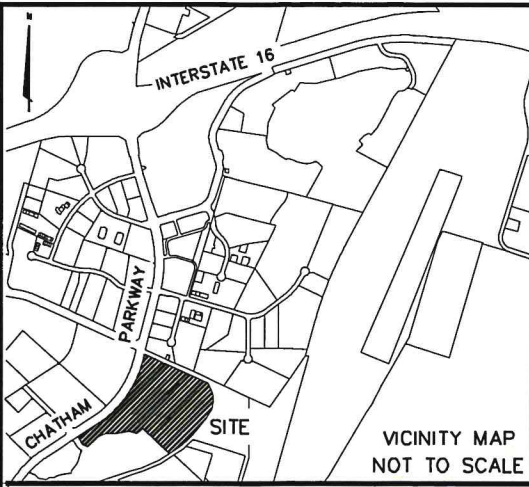 INTERSTATE 16
PARKWAY
CHATHAM
SITE
VICINITY MAP
NOT TO SCALE